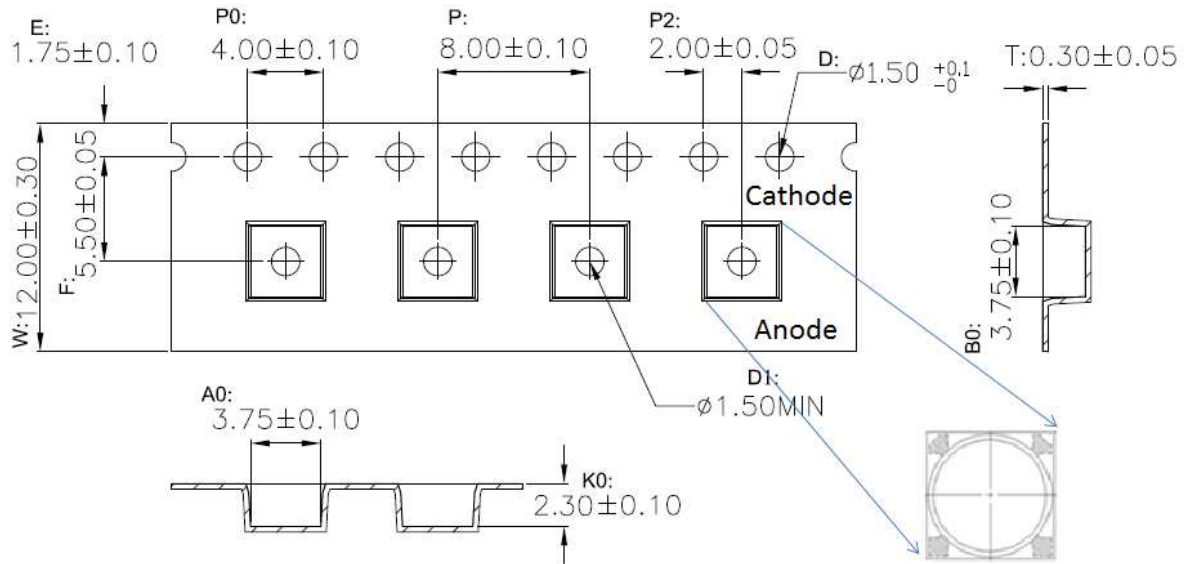 E:
1.75±0.10
P0:
4.00±0.10
P:
8.00±0.10
P2:
2.00±0.05
D:
⌀1.50 +0.1 -0
T:0.30±0.05
W:12.00±0.30
F:
5.50±0.05
Cathode
Anode
B0:
3.75±0.10
D1:
⌀1.50MIN
A0:
3.75±0.10
K0:
2.30±0.10